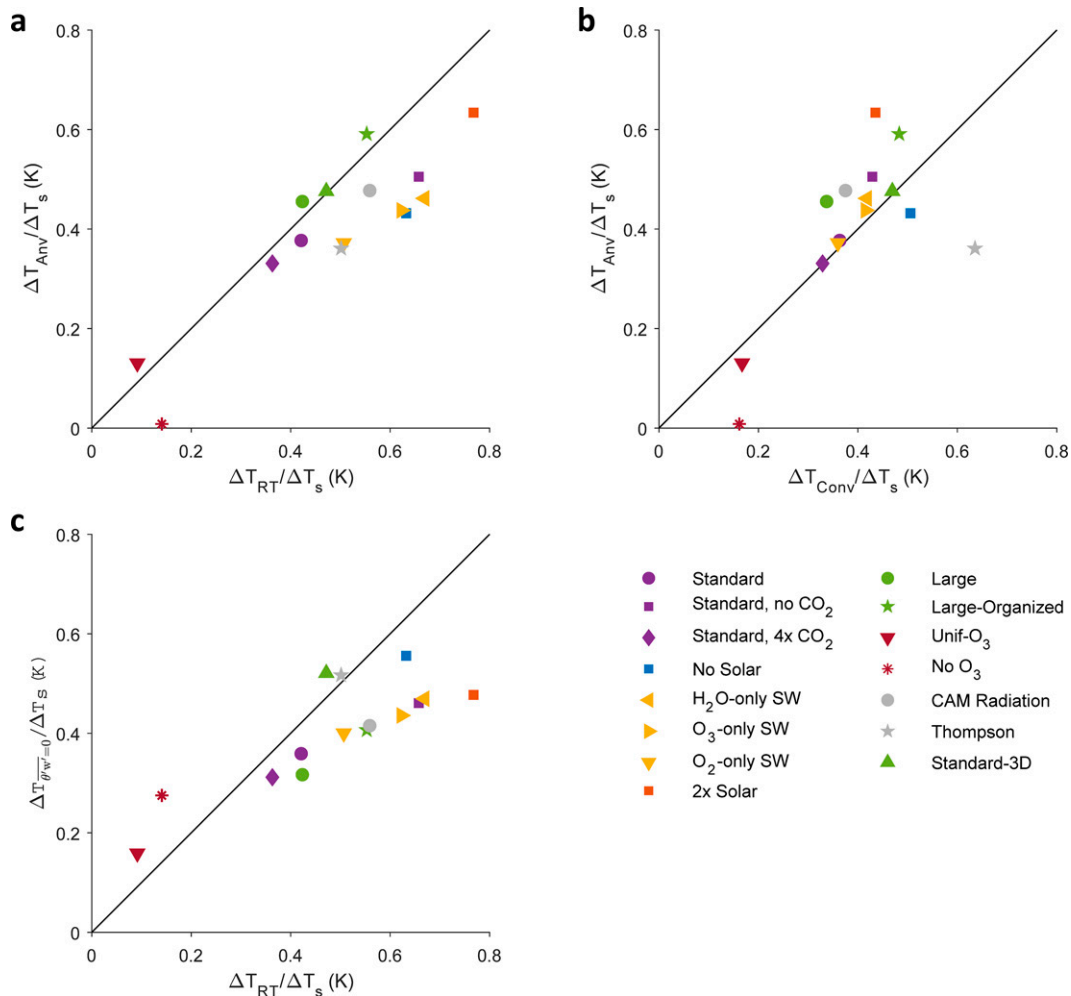 a
0.8
0.6
0.4
0.2
0
0 0.2 0.4 0.6 0.8
ΔT_Anv/ΔT_s (K)
ΔT_RT/ΔT_s (K)
b
0.8
0.6
0.4
0.2
0
0 0.2 0.4 0.6 0.8
ΔT_Anv/ΔT_s (K)
ΔT_Conv/ΔT_s (K)
c
0.8
0.6
0.4
0.2
0
0 0.2 0.4 0.6 0.8
ΔT_{\overline{θ'w'}=0}/ΔT_S (K)
ΔT_RT/ΔT_s (K)
Standard
Standard, no CO₂
Standard, 4x CO₂
No Solar
H₂O-only SW
O₃-only SW
O₂-only SW
2x Solar
Large
Large-Organized
Unif-O₃
No O₃
CAM Radiation
Thompson
Standard-3D